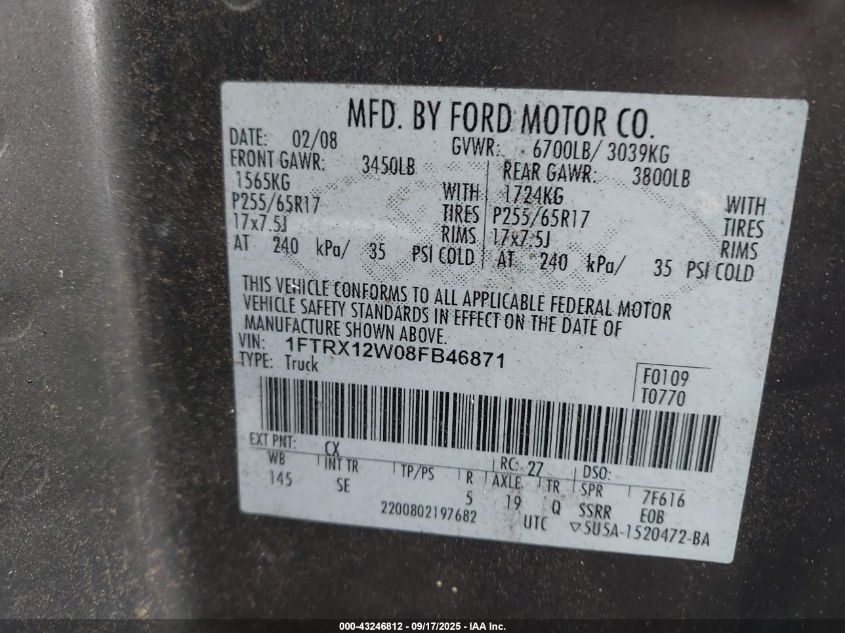 MFD. BY FORD MOTOR CO.
DATE: 02/08 GVWR: 6700LB/ 3039KG
FRONT GAWR: 3450LB REAR GAWR: 3800LB
1565KG WITH 1724KG WITH
P255/65R17 TIRES P255/65R17 TIRES
17x7.5J RIMS 17x7.5J RIMS
AT 240 kPa/ 35 PSI COLD AT 240 kPa/ 35 PSI COLD
THIS VEHICLE CONFORMS TO ALL APPLICABLE FEDERAL MOTOR
VEHICLE SAFETY STANDARDS IN EFFECT ON THE DATE OF
MANUFACTURE SHOWN ABOVE.
VIN: 1FTRX12W08FB46871
TYPE: Truck
F0109
T0770
EXT PNT: CX RC: 27 DSO:
WB INT TR TP/PS R AXLE TR SPR 7F616
145 SE 5 19 Q SSRR E0B
2200802197682 UTC ▽5U5A-1520472-BA
000-43246812 - 09/17/2025 - IAA Inc.